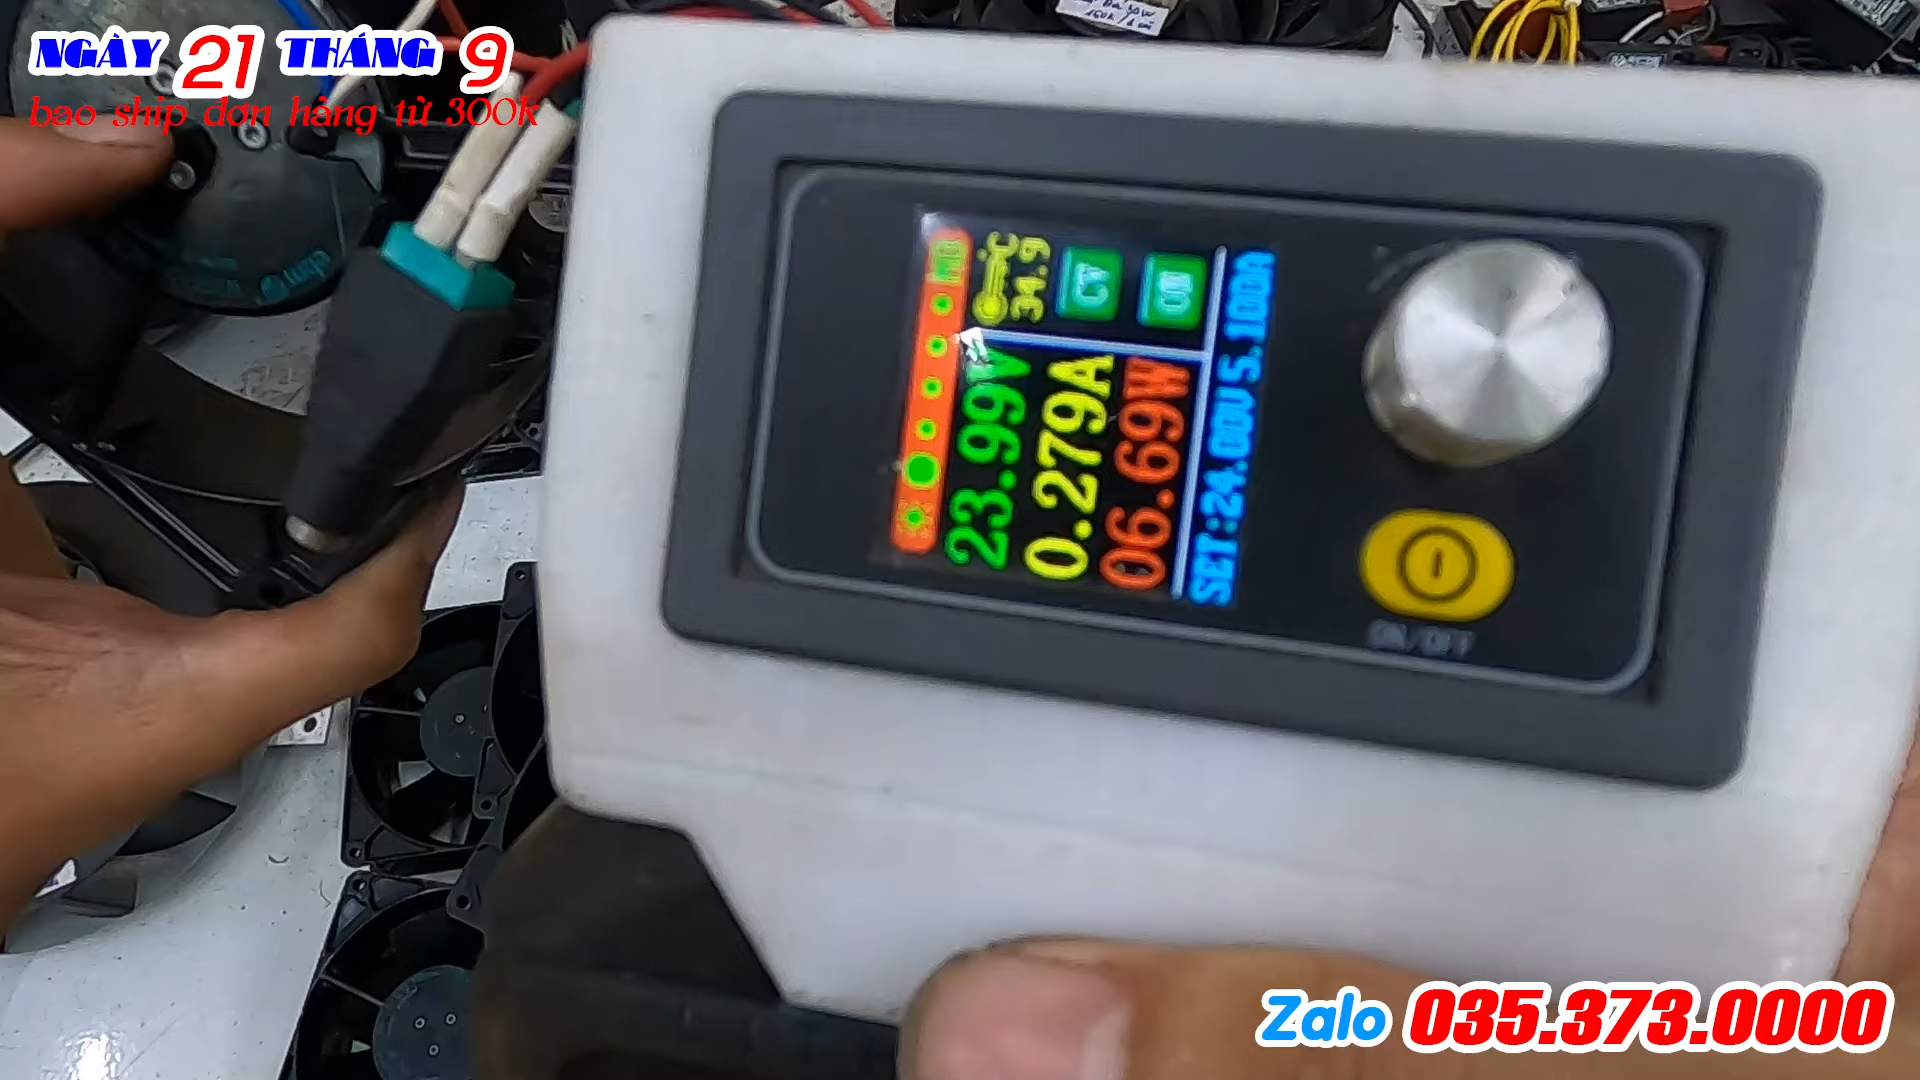 NGÀY 21 THÁNG 9
bao ship đơn hàng từ 300k
34.9
°C
CV
ON
23.99V
0.279A
06.69W
SET:24.00V 5.100A
ON/OFF
Zalo 035.373.0000